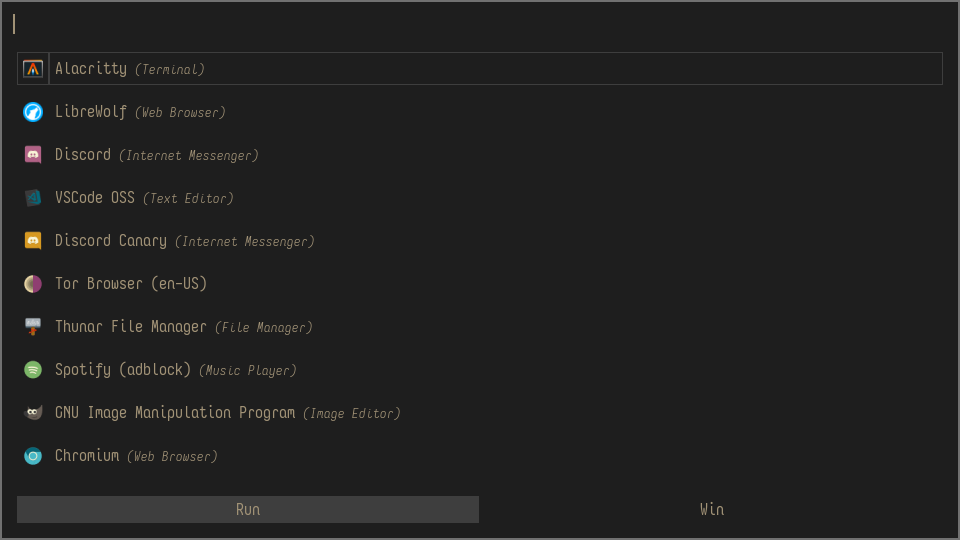 Alacritty (Terminal)
LibreWolf (Web Browser)
Discord (Internet Messenger)
VSCode OSS (Text Editor)
Discord Canary (Internet Messenger)
Tor Browser (en-US)
Thunar File Manager (File Manager)
Spotify (adblock) (Music Player)
GNU Image Manipulation Program (Image Editor)
Chromium (Web Browser)
Run Win